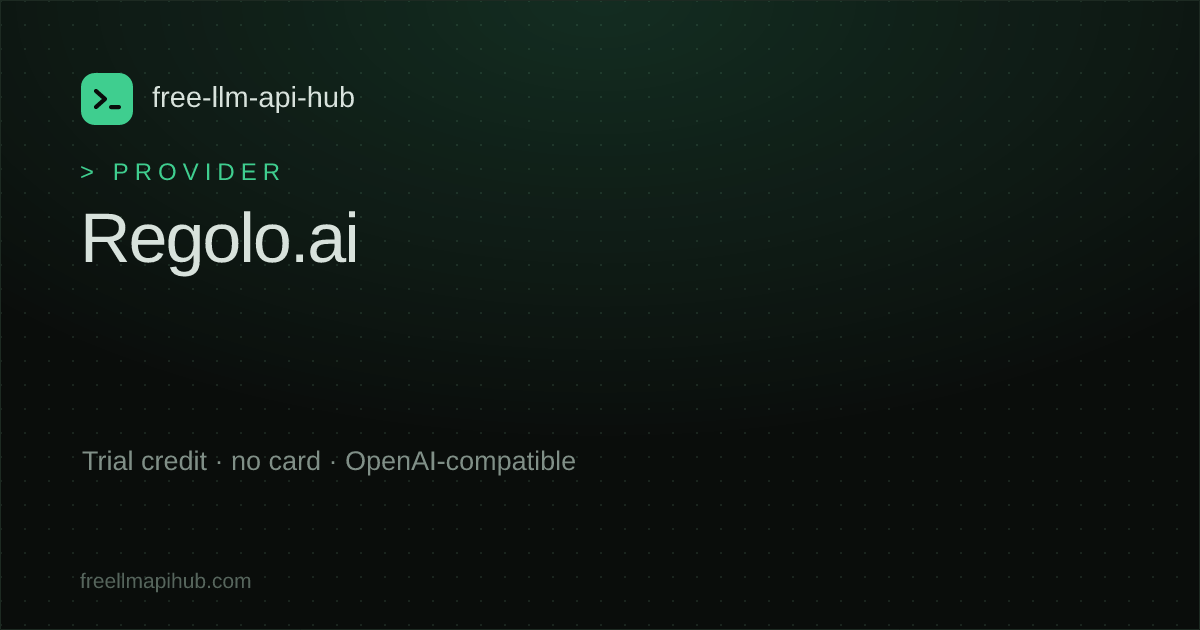 free-llm-api-hub
> PROVIDER
Regolo.ai
Trial credit · no card · OpenAI-compatible
freellmapihub.com